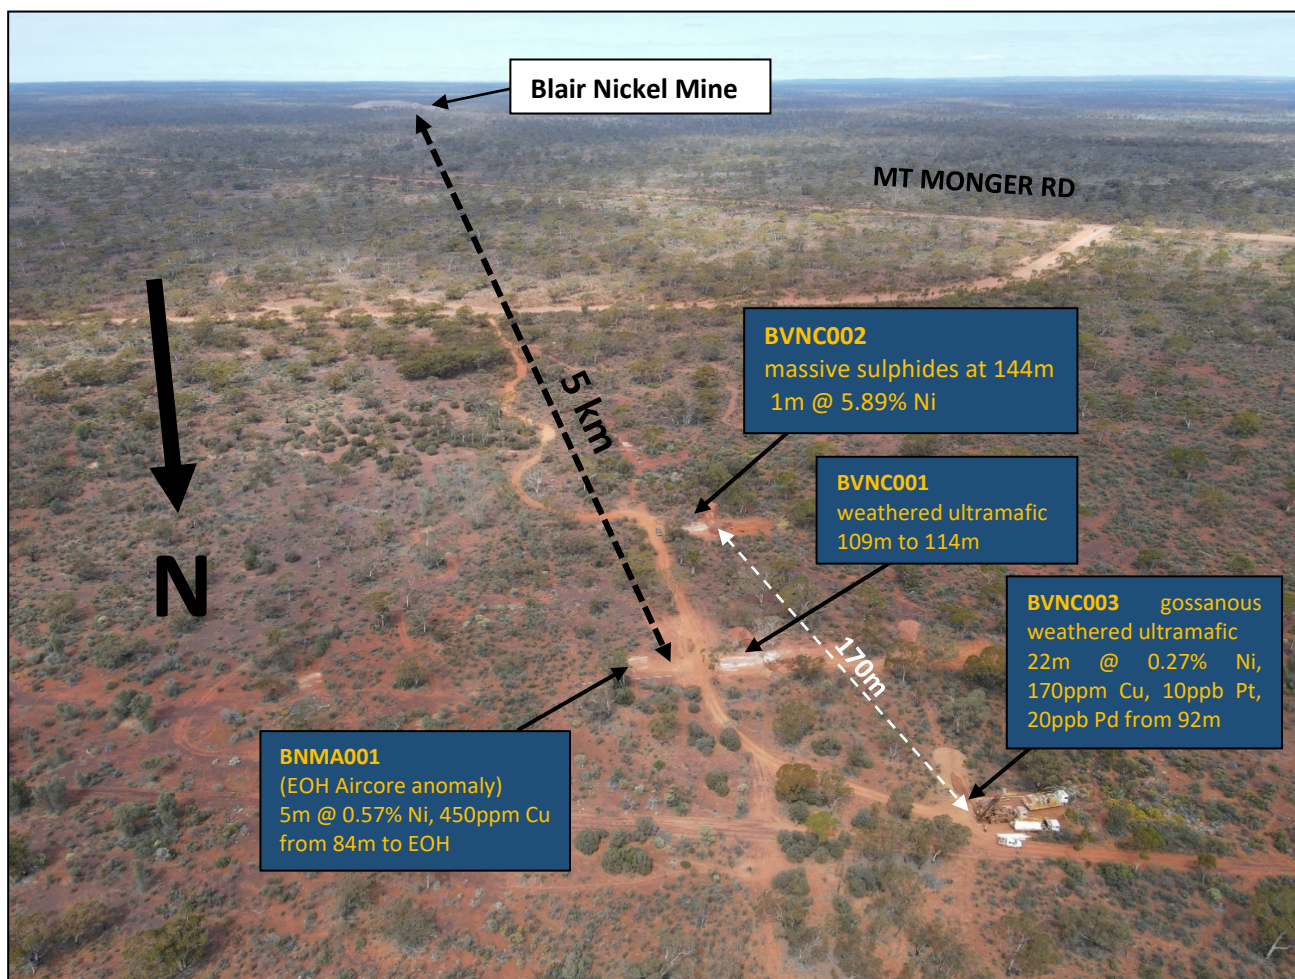 Blair Nickel Mine
MT MONGER RD
5 km
N
BVNC002
massive sulphides at 144m
1m @ 5.89% Ni
BVNC001
weathered ultramafic
109m to 114m
BVNC003 gossanous
weathered ultramafic
22m @ 0.27% Ni,
170ppm Cu, 10ppb Pt,
20ppb Pd from 92m
170m
BNMA001
(EOH Aircore anomaly)
5m @ 0.57% Ni, 450ppm Cu
from 84m to EOH